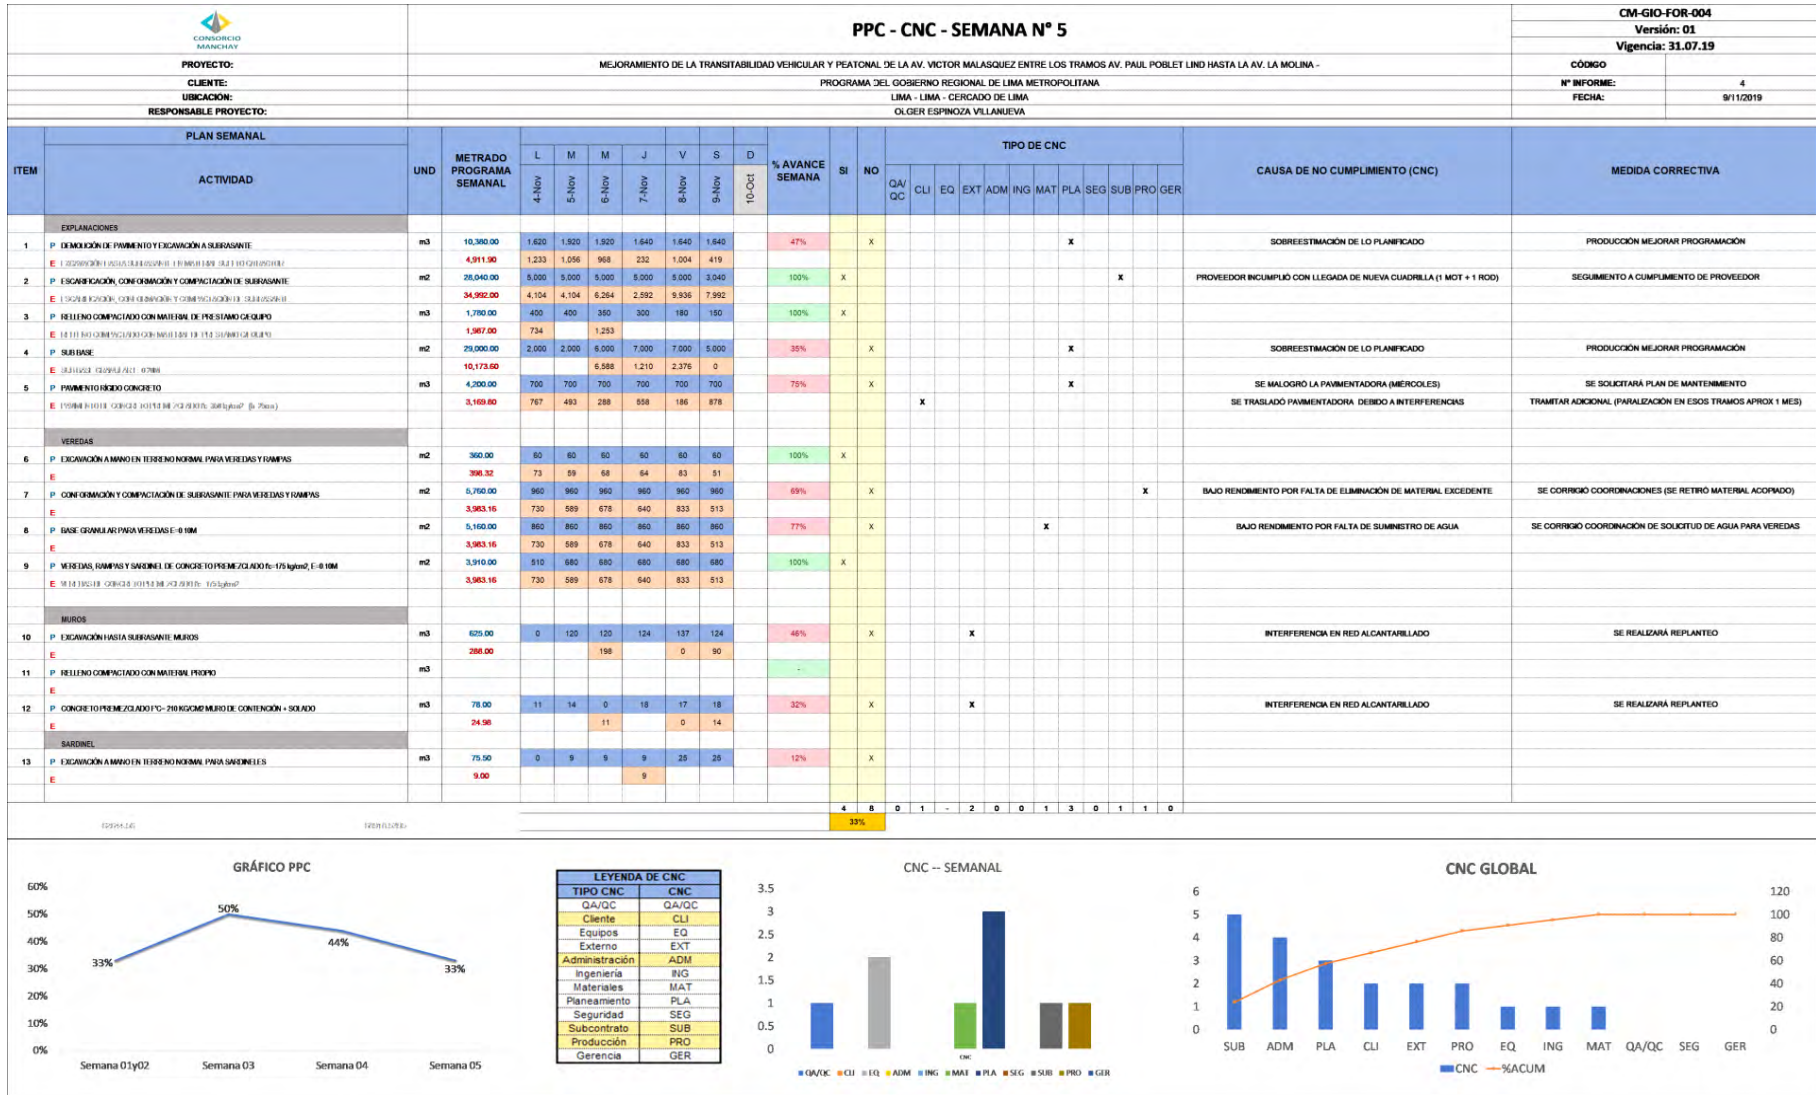 CONSORCIO
MANCHAY
PPC - CNC - SEMANA N° 5
CM-GIO-FOR-004
Versión: 01
Vigencia: 31.07.19
PROYECTO: MEJORAMIENTO DE LA TRANSITABILIDAD VEHICULAR Y PEATONAL DE LA AV. VICTOR MALASQUEZ ENTRE LOS TRAMOS AV. PAUL POBLET LIND HASTA LA AV. LA MOLINA - CÓDIGO
CLIENTE: PROGRAMA DEL GOBIERNO REGIONAL DE LIMA METROPOLITANA N° INFORME: 4
UBICACIÓN: LIMA - LIMA - CERCADO DE LIMA FECHA: 9/11/2019
RESPONSABLE PROYECTO: OLGER ESPINOZA VILLANUEVA
ITEM PLAN SEMANAL ACTIVIDAD UND METRADO PROGRAMA SEMANAL L M M J V S D % AVANCE SEMANA SI NO TIPO DE CNC CAUSA DE NO CUMPLIMIENTO (CNC) MEDIDA CORRECTIVA
4-Nov 5-Nov 6-Nov 7-Nov 8-Nov 9-Nov 10-Oct QA/QC CLI EQ EXT ADM ING MAT PLA SEG SUB PRO GER
EXPLANACIONES
1 P DEMOLICIÓN DE PAVIMENTO Y EXCAVACIÓN A SUBRASANTE m3 10,380.00 1,620 1,920 1,920 1,640 1,640 1,640 47% X X SOBREESTIMACIÓN DE LO PLANIFICADO PRODUCCIÓN MEJORAR PROGRAMACIÓN
E 4,911.90 1,233 1,056 968 232 1,004 419
2 P ESCARIFICACIÓN, CONFORMACIÓN Y COMPACTACIÓN DE SUBRASANTE m2 28,040.00 5,000 5,000 5,000 5,000 5,000 3,040 100% X X PROVEEDOR INCUMPLIÓ CON LLEGADA DE NUEVA CUADRILLA (1 MOT + 1 ROD) SEGUIMIENTO A CUMPLIMIENTO DE PROVEEDOR
E ESCARIFICACIÓN, CONFORMACIÓN Y COMPACTACIÓN DE SUBRASANTE 34,992.00 4,104 4,104 6,264 2,592 9,936 7,992
3 P RELLENO COMPACTADO CON MATERIAL DE PRESTAMO C/EQUIPO m3 1,780.00 400 400 350 300 180 150 100% X
E RELLENO COMPACTADO CON MATERIAL DE PRESTAMO C/EQUIPO 1,987.00 734 1,253
4 P SUB BASE m2 29,000.00 2,000 2,000 6,000 7,000 7,000 5,000 35% X X SOBREESTIMACIÓN DE LO PLANIFICADO PRODUCCIÓN MEJORAR PROGRAMACIÓN
E 10,173.60 6,588 1,210 2,376 0
5 P PAVIMENTO RÍGIDO CONCRETO m3 4,200.00 700 700 700 700 700 700 75% X X SE MALOGRÓ LA PAVIMENTADORA (MIÉRCOLES) SE SOLICITARÁ PLAN DE MANTENIMIENTO
E 3,169.80 767 493 288 558 186 878 X SE TRASLADÓ PAVIMENTADORA DEBIDO A INTERFERENCIAS TRAMITAR ADICIONAL (PARALIZACIÓN EN ESOS TRAMOS APROX 1 MES)
VEREDAS
6 P EXCAVACIÓN A MANO EN TERRENO NORMAL PARA VEREDAS Y RAMPAS m2 360.00 60 60 60 60 60 60 100% X
E 398.32 73 59 68 64 83 51
7 P CONFORMACIÓN Y COMPACTACIÓN DE SUBRASANTE PARA VEREDAS Y RAMPAS m2 5,760.00 960 960 960 960 960 960 69% X X BAJO RENDIMIENTO POR FALTA DE ELIMINACIÓN DE MATERIAL EXCEDENTE SE CORRIGIÓ COORDINACIONES (SE RETIRÓ MATERIAL ACOPIADO)
E 3,983.16 730 589 678 640 833 513
8 P BASE GRANULAR PARA VEREDAS E=0.10M m2 5,160.00 860 860 860 860 860 860 77% X X BAJO RENDIMIENTO POR FALTA DE SUMINISTRO DE AGUA SE CORRIGIÓ COORDINACIÓN DE SOLICITUD DE AGUA PARA VEREDAS
E 3,983.16 730 589 678 640 833 513
9 P VEREDAS, RAMPAS Y SARDINEL DE CONCRETO PREMEZCLADO f'c=175 kg/cm2, E=0.10M m2 3,910.00 510 680 680 680 680 680 100% X
E 3,983.16 730 589 678 640 833 513
MUROS
10 P EXCAVACIÓN HASTA SUBRASANTE MUROS m3 625.00 0 120 120 124 137 124 46% X X INTERFERENCIA EN RED ALCANTARILLADO SE REALIZARÁ REPLANTEO
E 288.00 198 0 90
11 P RELLENO COMPACTADO CON MATERIAL PROPIO m3 -
E
12 P CONCRETO PREMEZCLADO F'C= 210 KG/CM2 MURO DE CONTENCIÓN + SOLADO m3 78.00 11 14 0 18 17 18 32% X X INTERFERENCIA EN RED ALCANTARILLADO SE REALIZARÁ REPLANTEO
E 24.98 11 0 14
SARDINEL
13 P EXCAVACIÓN A MANO EN TERRENO NORMAL PARA SARDINELES m3 75.50 0 9 9 9 25 25 12% X
E 9.00 9
4 8 0 1 - 2 0 0 1 3 0 1 1 0
33%
GRÁFICO PPC
60%
50%
40%
30%
20%
10%
0%
33% 50% 44% 33%
Semana 01y02 Semana 03 Semana 04 Semana 05
LEYENDA DE CNC
TIPO CNC CNC
QA/QC QA/QC
Cliente CLI
Equipos EQ
Externo EXT
Administración ADM
Ingeniería ING
Materiales MAT
Planeamiento PLA
Seguridad SEG
Subcontrato SUB
Producción PRO
Gerencia GER
CNC -- SEMANAL
3.5
3
2.5
2
1.5
1
0.5
0
CNC
QA/QC CLI EQ ADM ING MAT PLA SEG SUB PRO GER
CNC GLOBAL
6 120
5 100
4 80
3 60
2 40
1 20
0 0
SUB ADM PLA CLI EXT PRO EQ ING MAT QA/QC SEG GER
CNC %ACUM